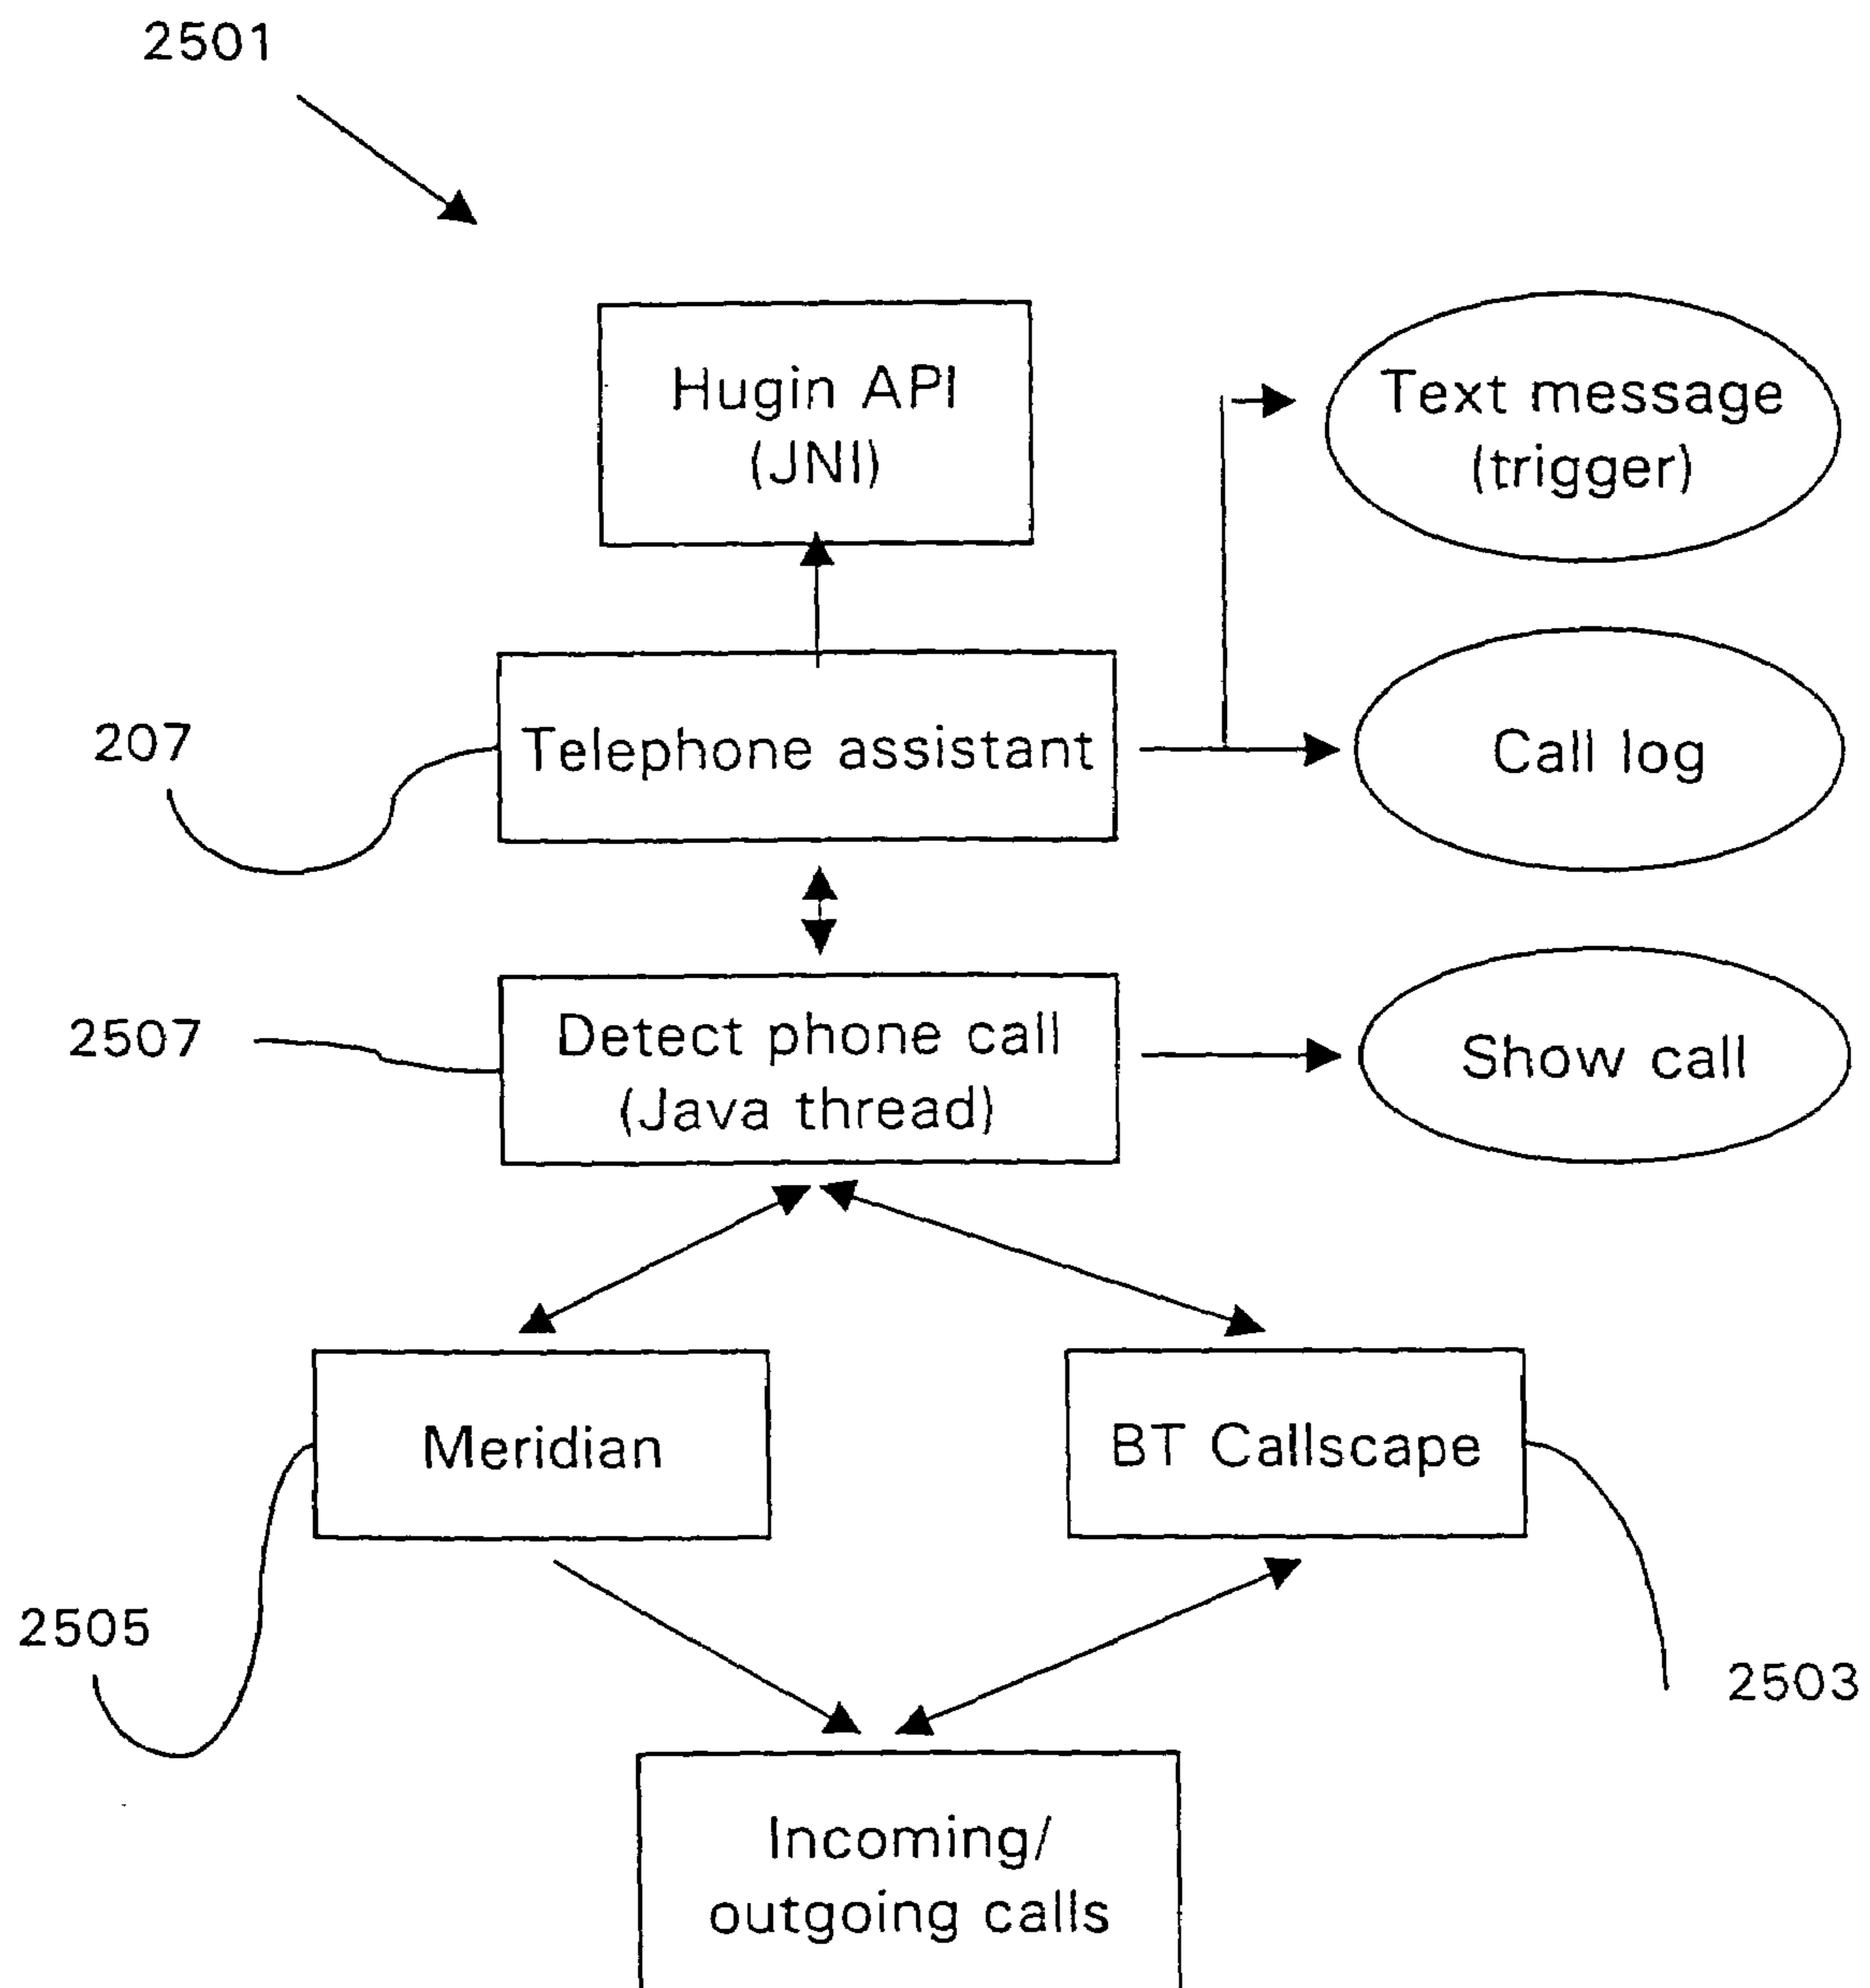 2501
Hugin API
(JNI)
Text message
(trigger)
207
Telephone assistant
Call log
2507
Detect phone call
(Java thread)
Show call
Meridian
BT Callscape
2505
2503
Incoming/
outgoing calls